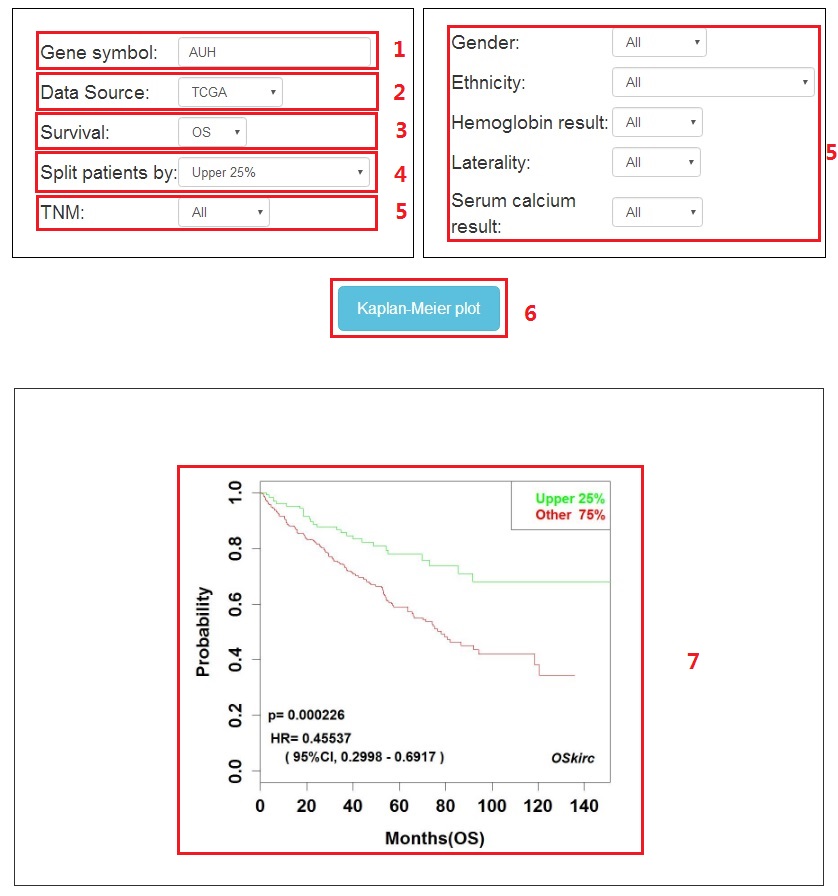 Gene symbol: AUH 1
Data Source: TCGA 2
Survival: OS 3
Split patients by: Upper 25% 4
TNM: All 5
Gender: All
Ethnicity: All
Hemoglobin result: All
Laterality: All
Serum calcium
result: All
5
Kaplan-Meier plot 6
Upper 25%
Other 75%
Probability
1.0
0.8
0.6
0.4
0.2
0.0
p= 0.000226
HR= 0.45537
( 95%CI, 0.2998 - 0.6917 )
OSkirc
0 20 40 60 80 100 120 140
Months(OS)
7